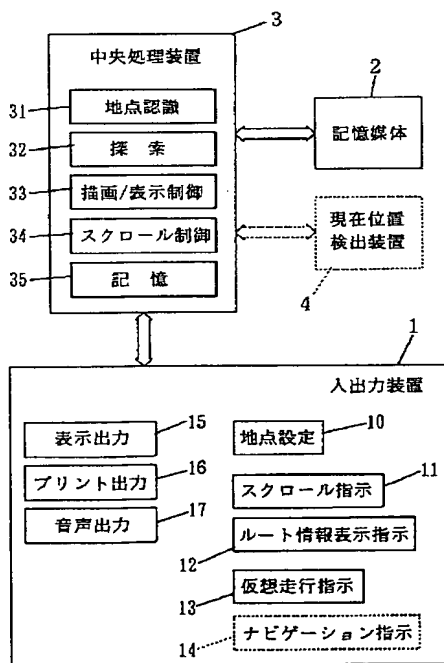 3
中央処理装置
31 地点認識
32 探索
33 描画/表示制御
34 スクロール制御
35 記憶
2
記憶媒体
現在位置
検出装置
4
1
入出力装置
表示出力 15
プリント出力 16
音声出力 17
地点設定 10
スクロール指示 11
ルート情報表示指示
12
仮想走行指示
13
ナビゲーション指示
14